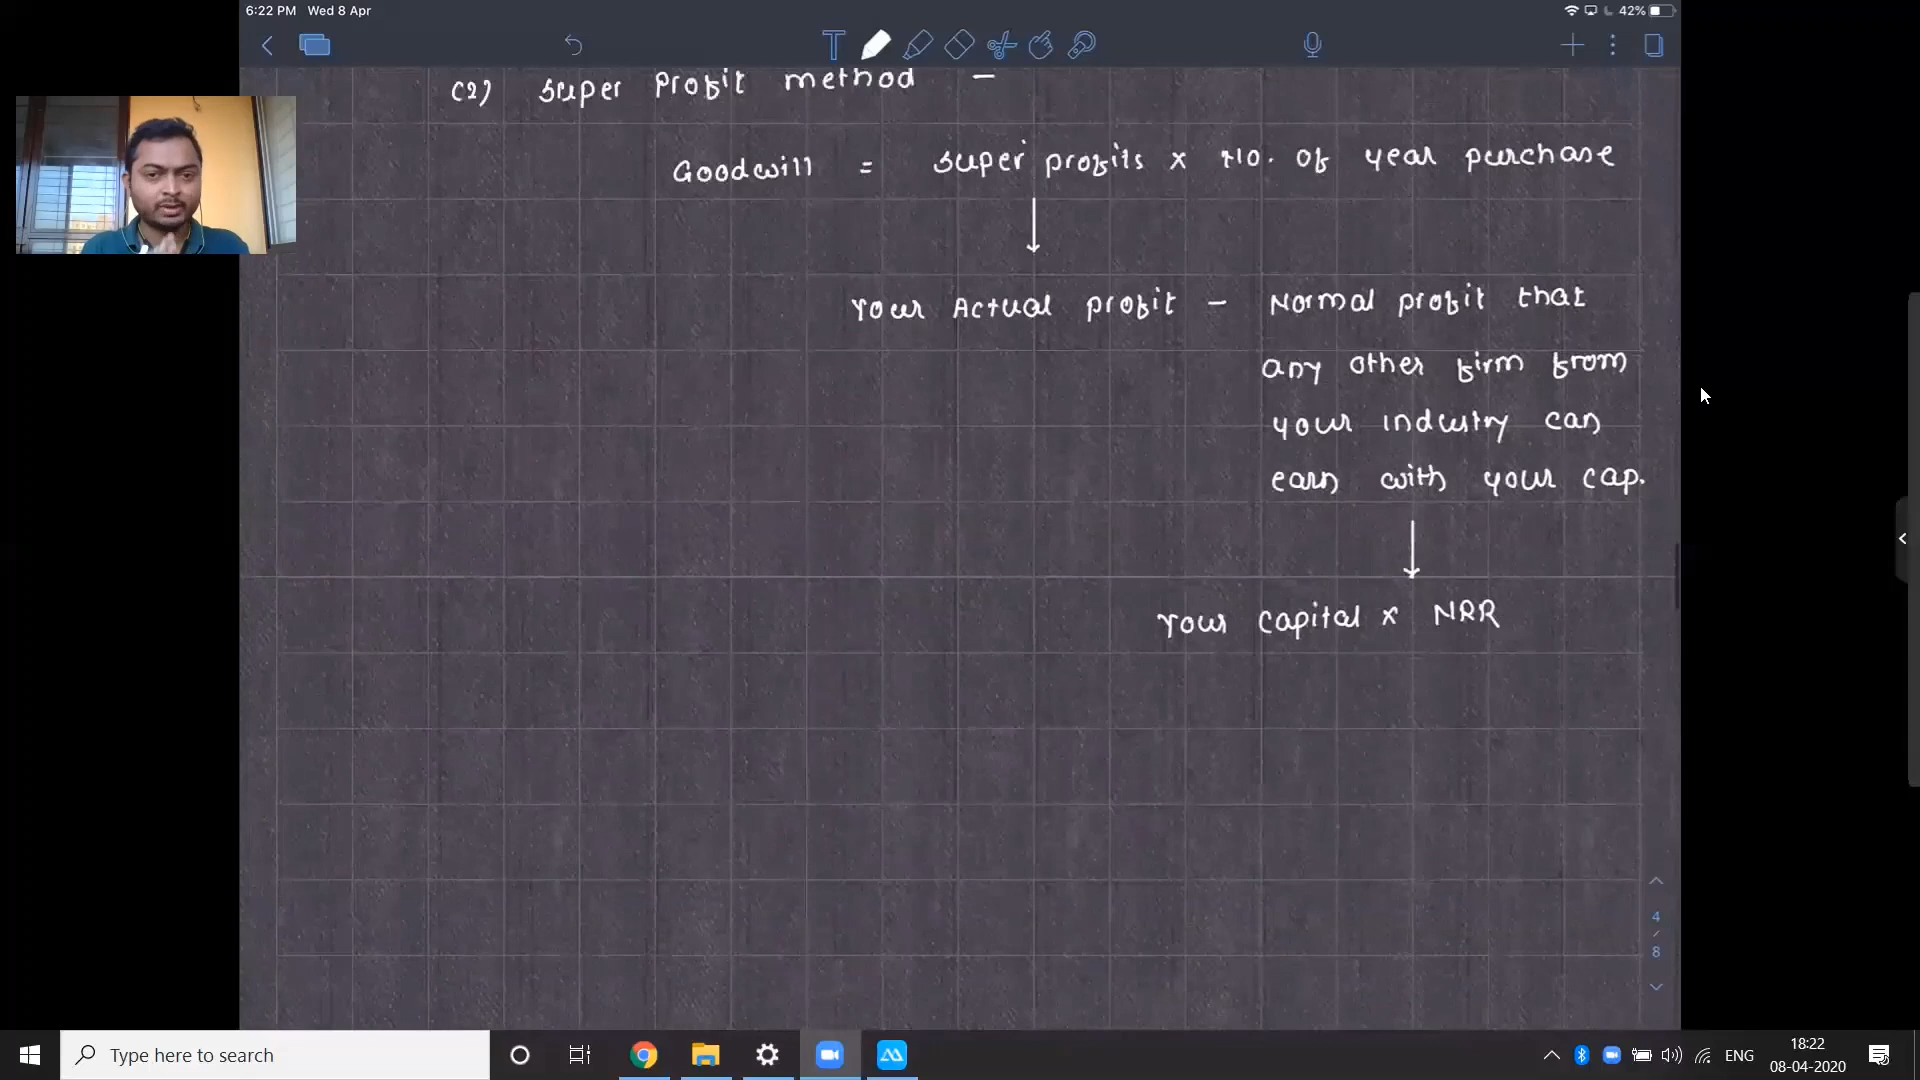 6:22 PM Wed 8 Apr
42%
(2) Super Profit method -
Goodwill = super profits x No. of year purchase
Your Actual profit - Normal profit that
any other firm from
your industry can
earn with your cap.
Your capital x NRR
4
/
8
Type here to search
ENG
18:22
08-04-2020